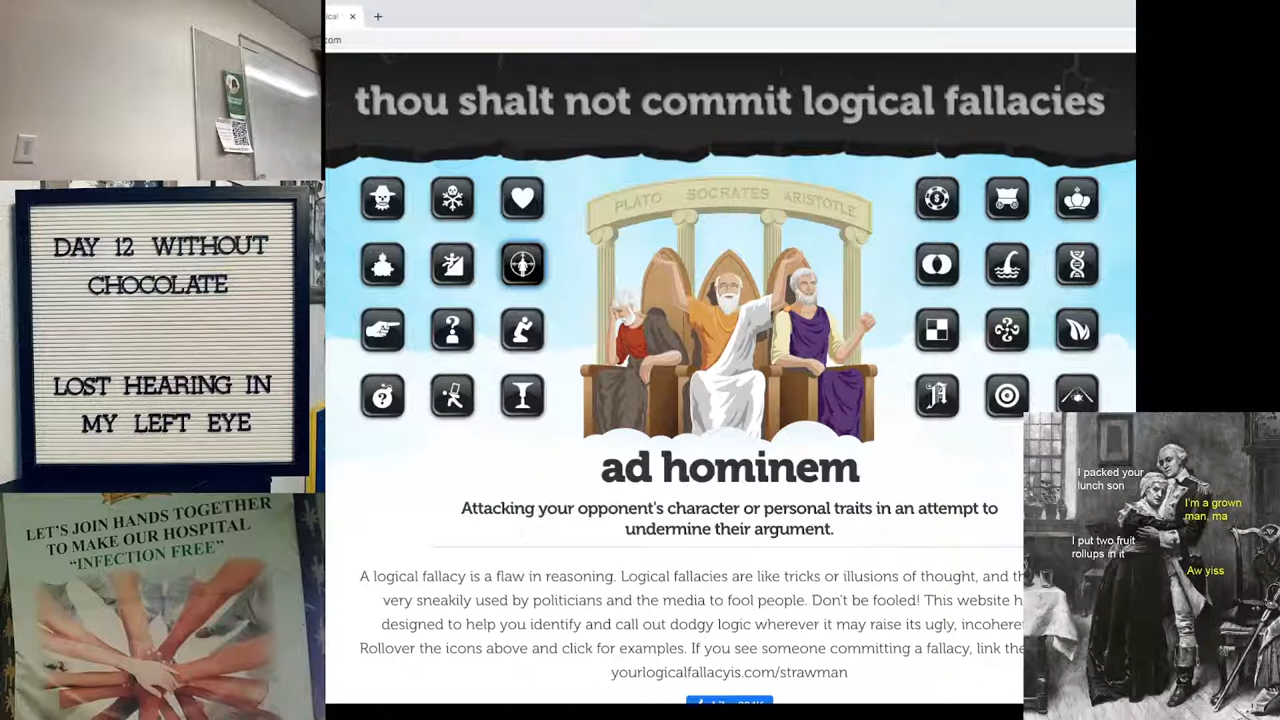 ical
com
thou shalt not commit logical fallacies
PLATO SOCRATES ARISTOTLE
ad hominem
Attacking your opponent's character or personal traits in an attempt to
undermine their argument.
A logical fallacy is a flaw in reasoning. Logical fallacies are like tricks or illusions of thought, and th
very sneakily used by politicians and the media to fool people. Don't be fooled! This website h
designed to help you identify and call out dodgy logic wherever it may raise its ugly, incohere
Rollover the icons above and click for examples. If you see someone committing a fallacy, link the
yourlogicalfallacyis.com/strawman
DAY 12 WITHOUT
CHOCOLATE
LOST HEARING IN
MY LEFT EYE
LET'S JOIN HANDS TOGETHER
TO MAKE OUR HOSPITAL
"INFECTION FREE"
I packed your
lunch son
I'm a grown
man, ma
I put two fruit
rollups in it
Aw yiss